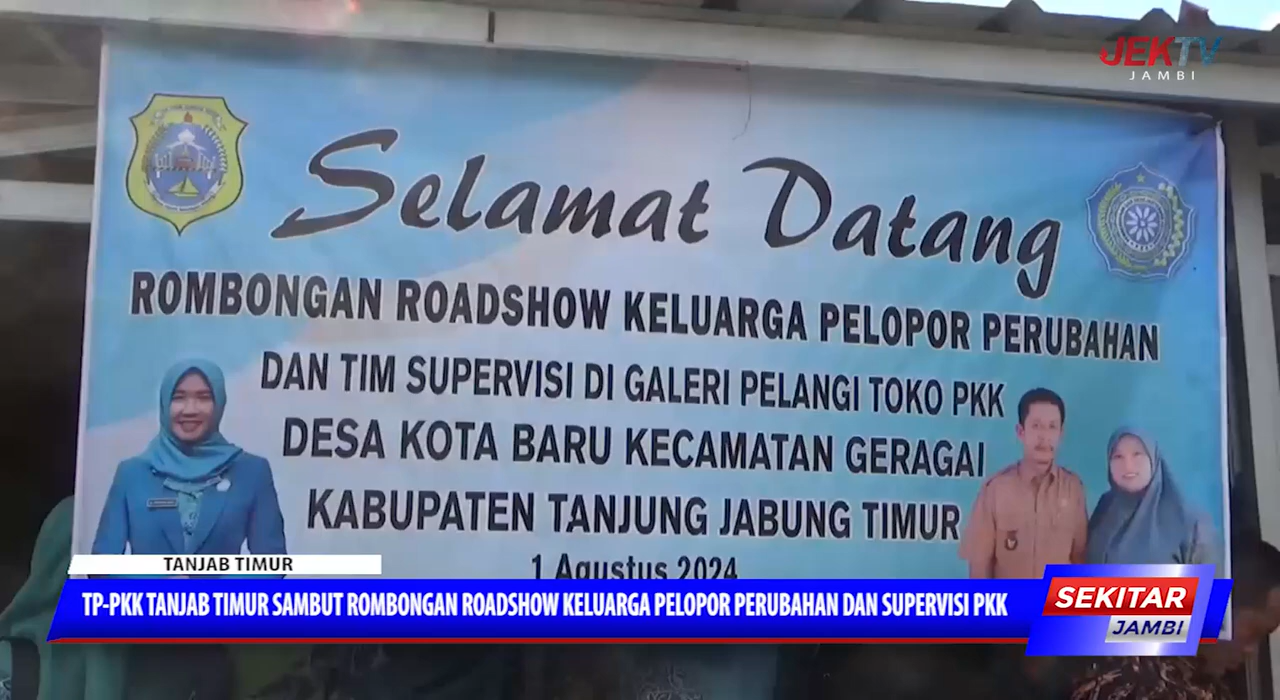 JEKTV
JAMBI
Selamat Datang
ROMBONGAN ROADSHOW KELUARGA PELOPOR PERUBAHAN
DAN TIM SUPERVISI DI GALERI PELANGI TOKO PKK
DESA KOTA BARU KECAMATAN GERAGAI
KABUPATEN TANJUNG JABUNG TIMUR
1 Agustus 2024
TANJAB TIMUR
TP-PKK TANJAB TIMUR SAMBUT ROMBONGAN ROADSHOW KELUARGA PELOPOR PERUBAHAN DAN SUPERVISI PKK
SEKITAR
JAMBI